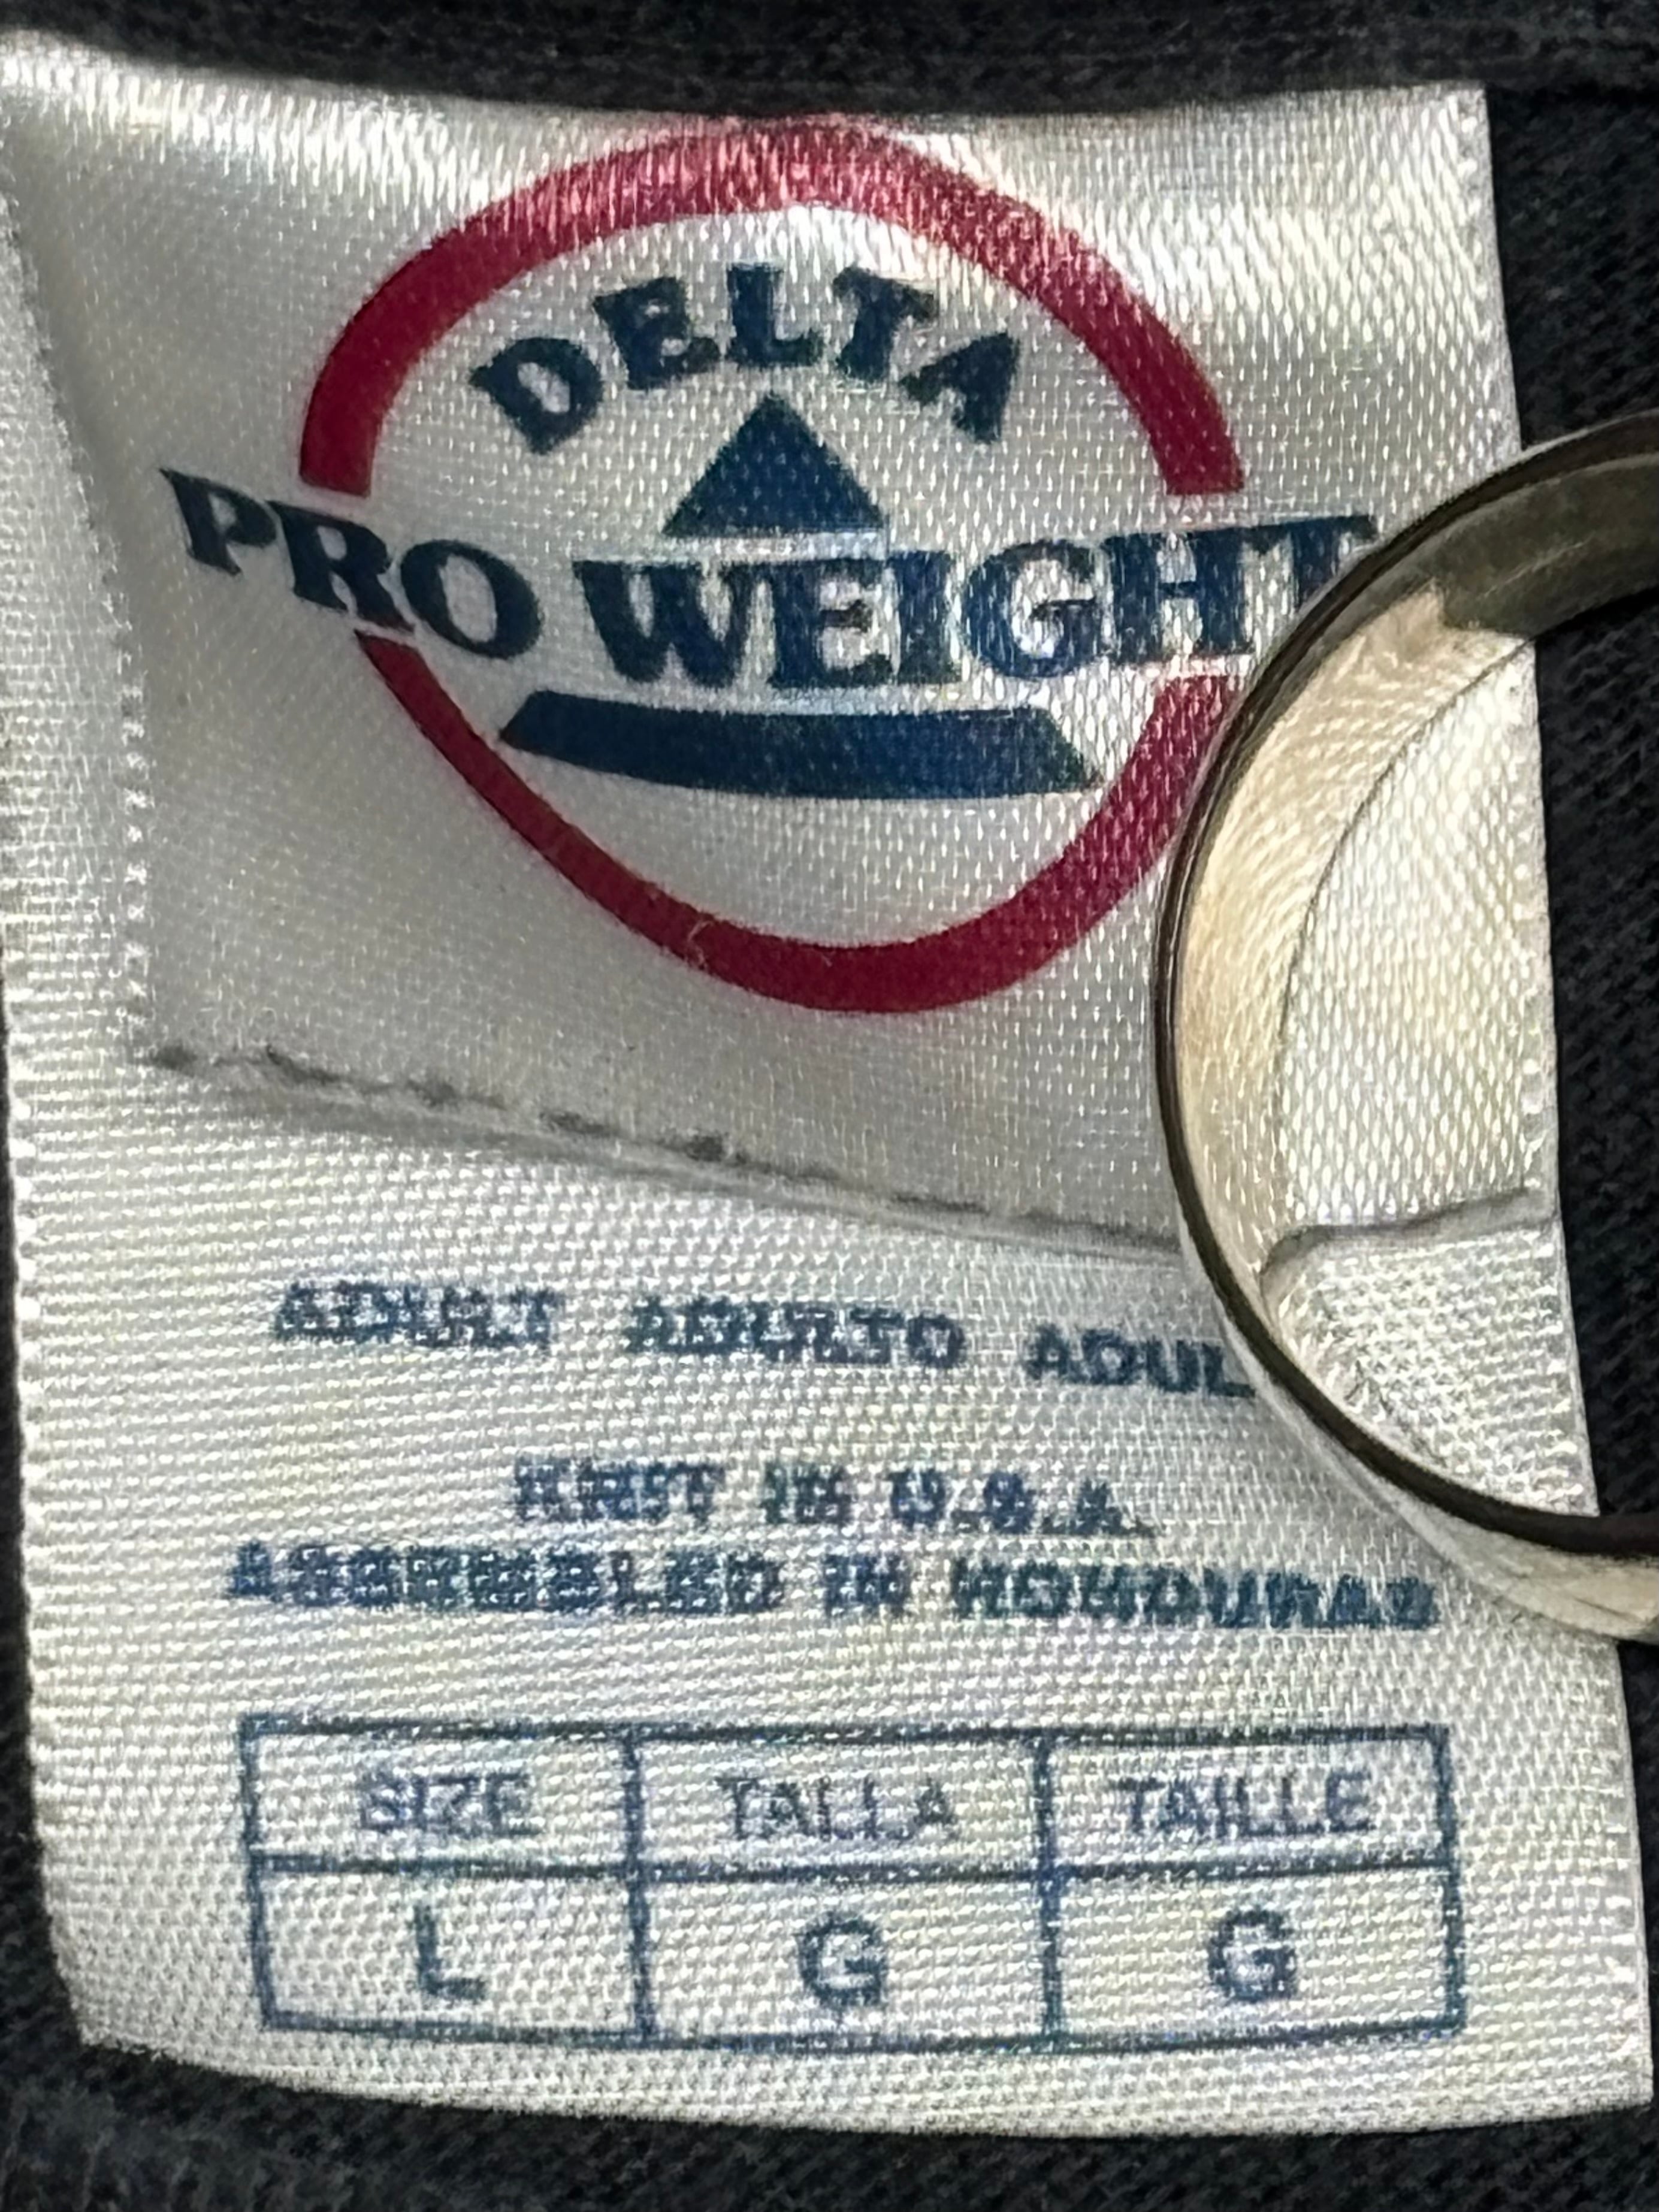 DELTA
PRO WEIGHT
ADULT ADULTO ADUL
KNIT IN U.S.A.
ASSEMBLED IN HONDURAS
SIZE TALLA TAILLE
L G G